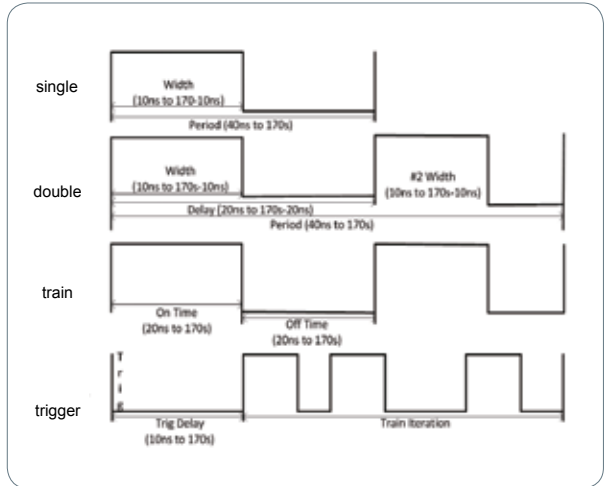 single
Width
(10ns to 170-10ns)
Period (40ns to 170s)
double
Width
(10ns to 170s-10ns)
#2 Width
(10ns to 170s-10ns)
Delay (20ns to 170s-20ns)
Period (40ns to 170s)
train
On Time
(20ns to 170s)
Off Time
(20ns to 170s)
trigger
Trig
Trig Delay
(10ns to 170s)
Train Iteration